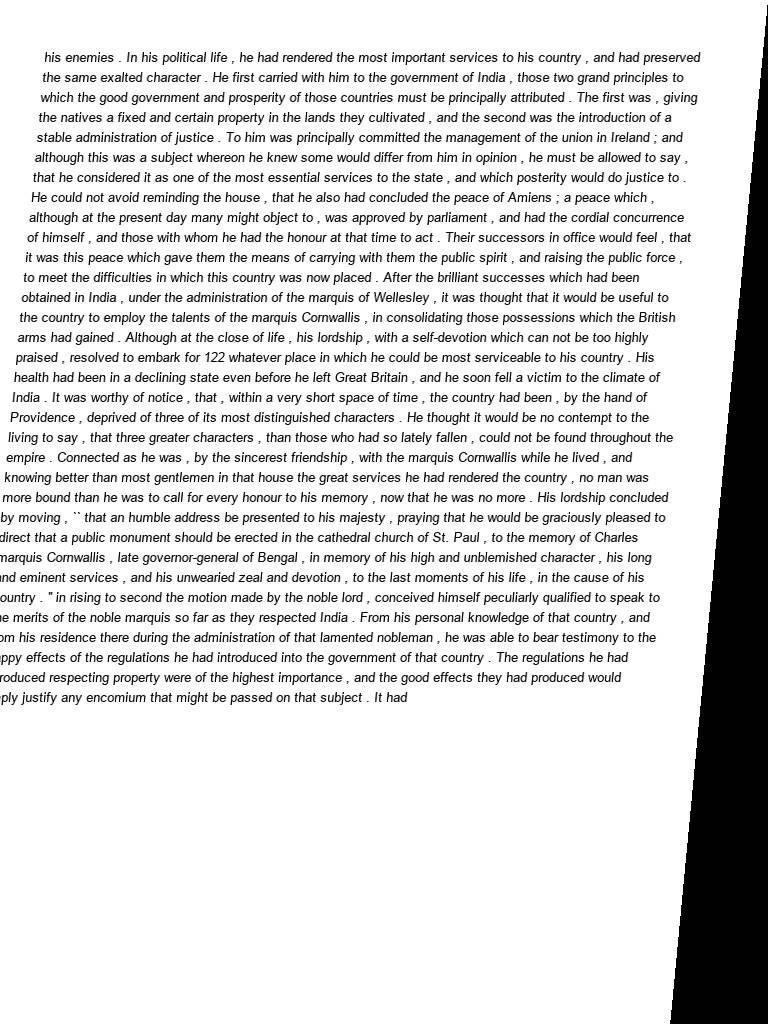 his enemies . In his political life , he had rendered the most important services to his country , and had preserved
the same exalted character . He first carried with him to the government of India , those two grand principles to
which the good government and prosperity of those countries must be principally attributed . The first was , giving
the natives a fixed and certain property in the lands they cultivated , and the second was the introduction of a
stable administration of justice . To him was principally committed the management of the union in Ireland ; and
although this was a subject whereon he knew some would differ from him in opinion , he must be allowed to say ,
that he considered it as one of the most essential services to the state , and which posterity would do justice to .
He could not avoid reminding the house , that he also had concluded the peace of Amiens ; a peace which ,
although at the present day many might object to , was approved by parliament , and had the cordial concurrence
of himself , and those with whom he had the honour at that time to act . Their successors in office would feel , that
it was this peace which gave them the means of carrying with them the public spirit , and raising the public force ,
to meet the difficulties in which this country was now placed . After the brilliant successes which had been
obtained in India , under the administration of the marquis of Wellesley , it was thought that it would be useful to
the country to employ the talents of the marquis Cornwallis , in consolidating those possessions which the British
arms had gained . Although at the close of life , his lordship , with a self-devotion which can not be too highly
praised , resolved to embark for 122 whatever place in which he could be most serviceable to his country . His
health had been in a declining state even before he left Great Britain , and he soon fell a victim to the climate of
India . It was worthy of notice , that , within a very short space of time , the country had been , by the hand of
Providence , deprived of three of its most distinguished characters . He thought it would be no contempt to the
living to say , that three greater characters , than those who had so lately fallen , could not be found throughout the
empire . Connected as he was , by the sincerest friendship , with the marquis Cornwallis while he lived , and
knowing better than most gentlemen in that house the great services he had rendered the country , no man was
more bound than he was to call for every honour to his memory , now that he was no more . His lordship concluded
by moving , `` that an humble address be presented to his majesty , praying that he would be graciously pleased to
direct that a public monument should be erected in the cathedral church of St. Paul , to the memory of Charles
marquis Cornwallis , late governor-general of Bengal , in memory of his high and unblemished character , his long
and eminent services , and his unwearied zeal and devotion , to the last moments of his life , in the cause of his
ountry . " in rising to second the motion made by the noble lord , conceived himself peculiarly qualified to speak to
he merits of the noble marquis so far as they respected India . From his personal knowledge of that country , and
om his residence there during the administration of that lamented nobleman , he was able to bear testimony to the
ppy effects of the regulations he had introduced into the government of that country . The regulations he had
roduced respecting property were of the highest importance , and the good effects they had produced would
ply justify any encomium that might be passed on that subject . It had